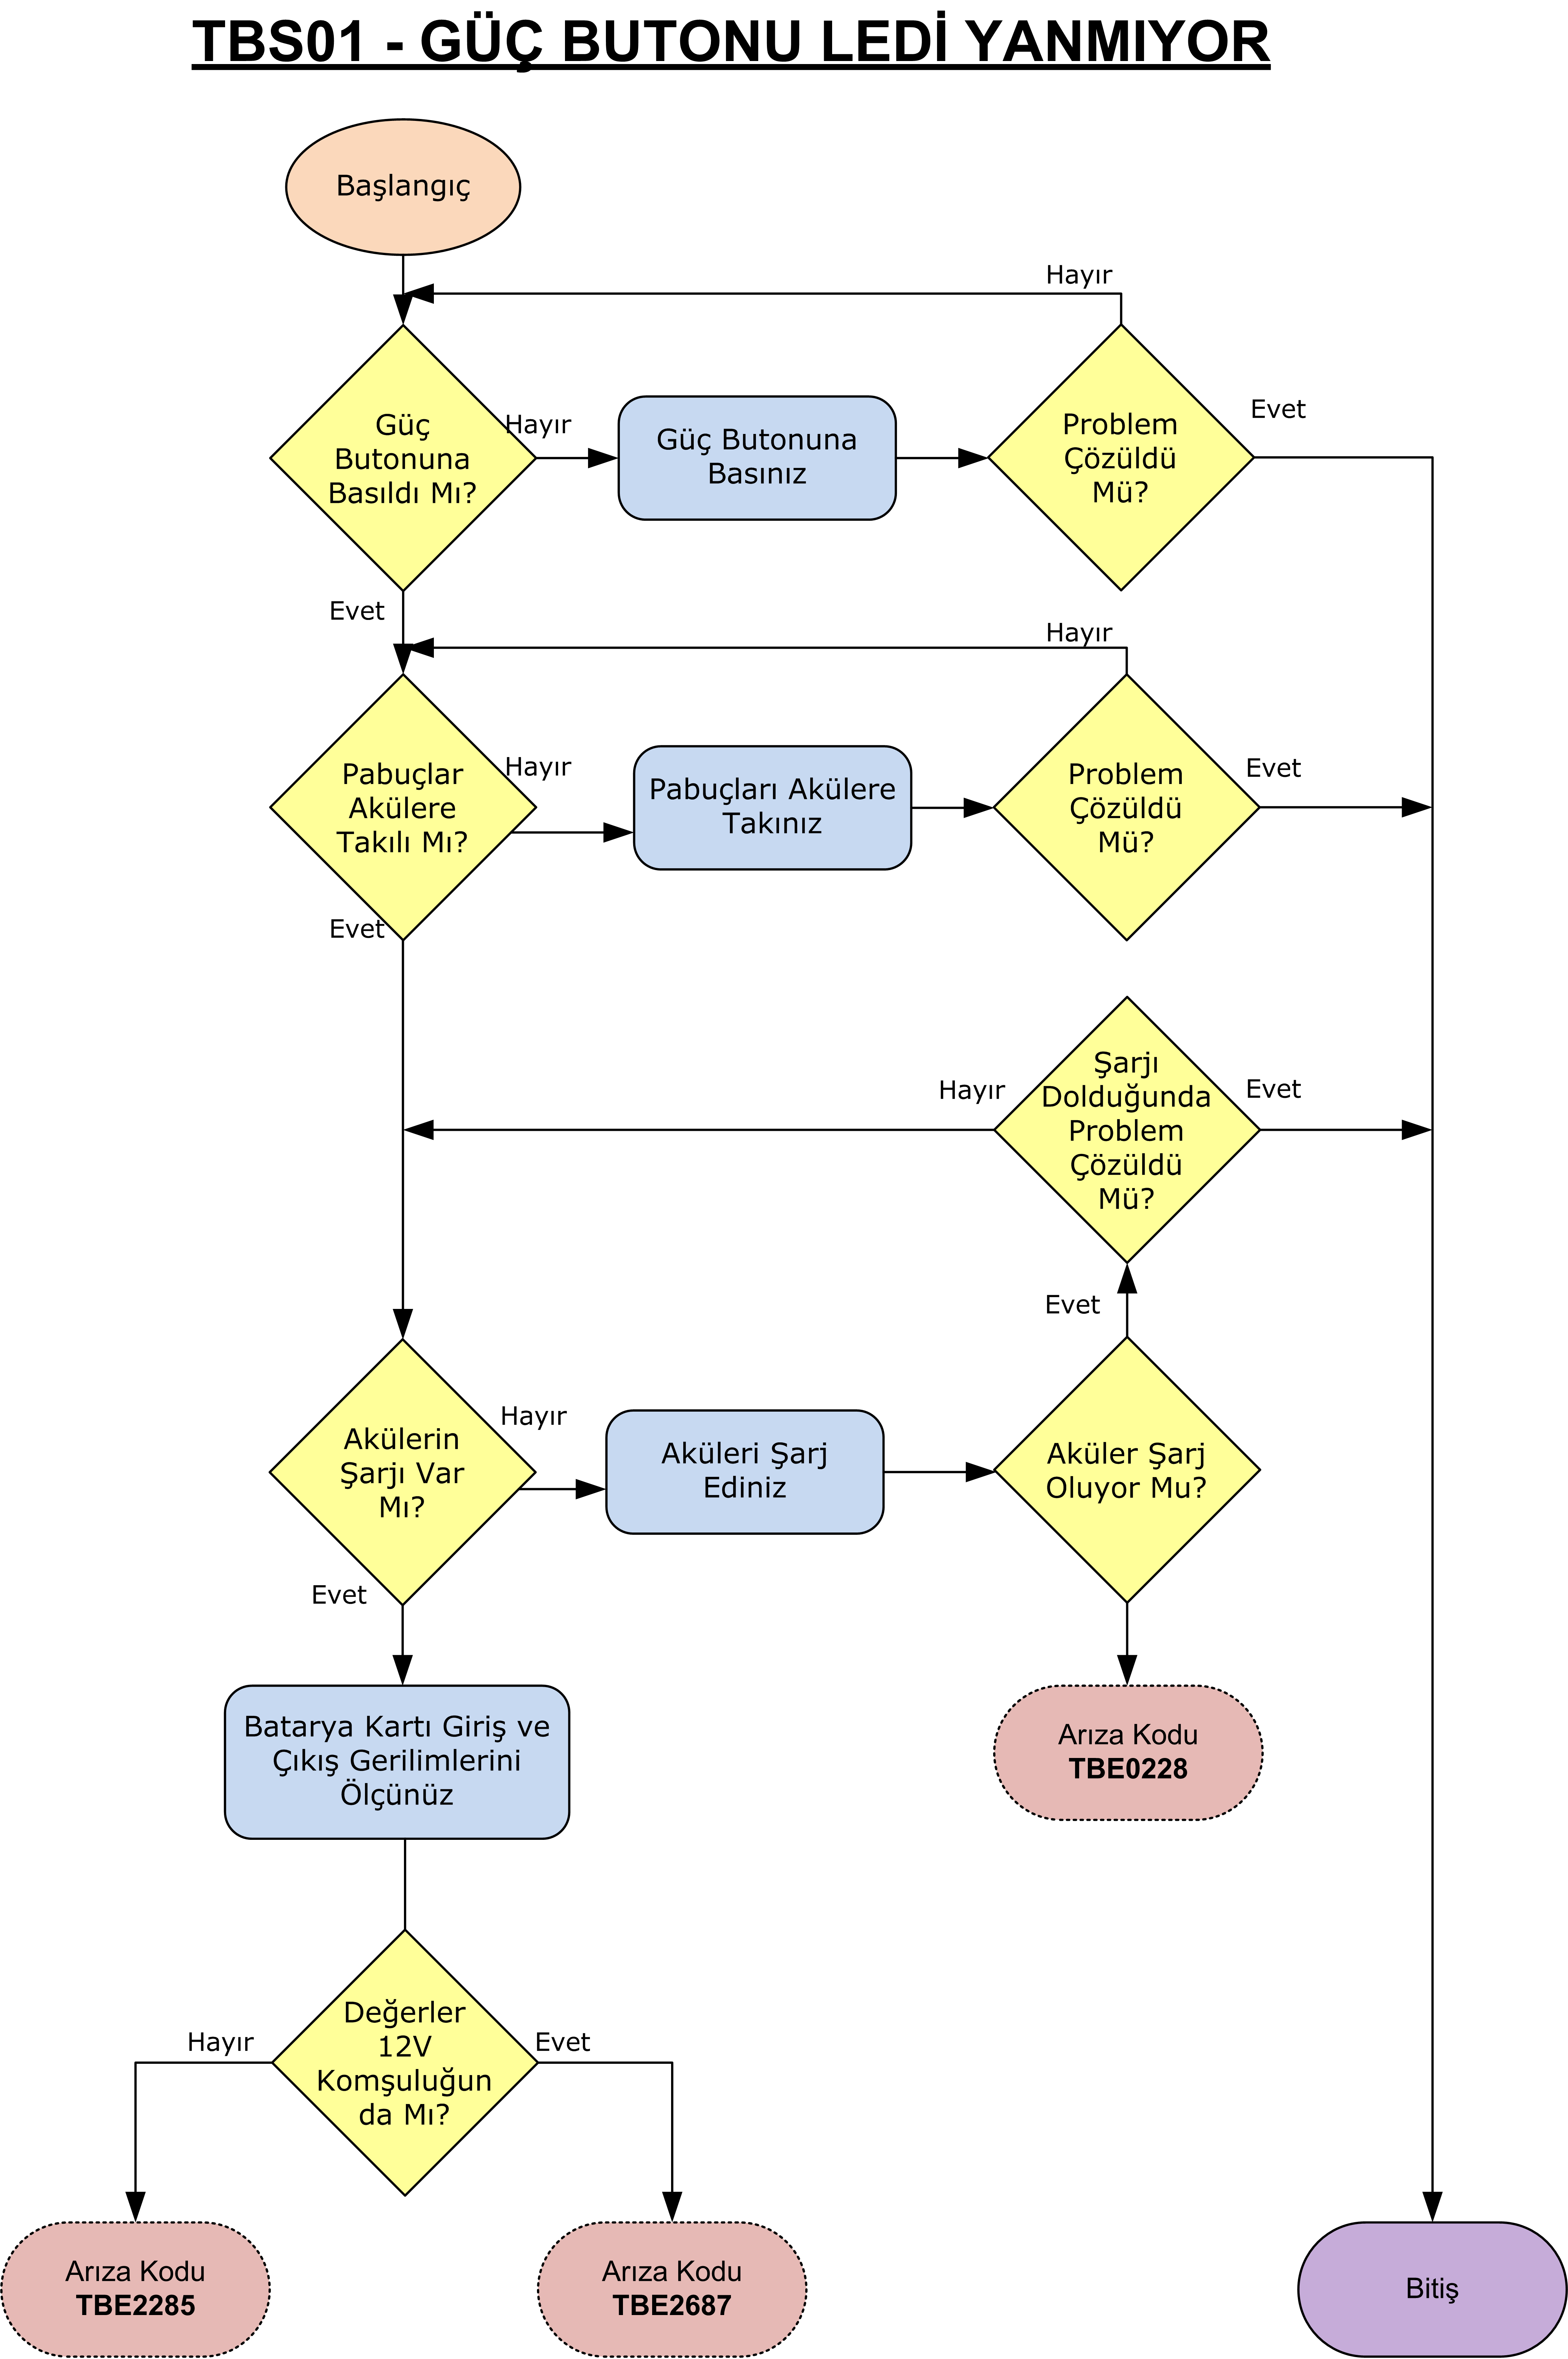 TBS01 - GÜÇ BUTONU LEDİ YANMIYOR
Başlangıç
Hayır
Güç
Butonuna
Basıldı Mı?
Hayır
Güç Butonuna
Basınız
Problem
Çözüldü
Mü?
Evet
Evet
Hayır
Pabuçlar
Akülere
Takılı Mı?
Hayır
Pabuçları Akülere
Takınız
Problem
Çözüldü
Mü?
Evet
Evet
Hayır
Şarjı
Dolduğunda
Problem
Çözüldü
Mü?
Evet
Evet
Akülerin
Şarjı Var
Mı?
Hayır
Aküleri Şarj
Ediniz
Aküler Şarj
Oluyor Mu?
Evet
Batarya Kartı Giriş ve
Çıkış Gerilimlerini
Ölçünüz
Arıza Kodu
TBE0228
Hayır
Değerler
12V
Komşuluğun
da Mı?
Evet
Arıza Kodu
TBE2285
Arıza Kodu
TBE2687
Bitiş